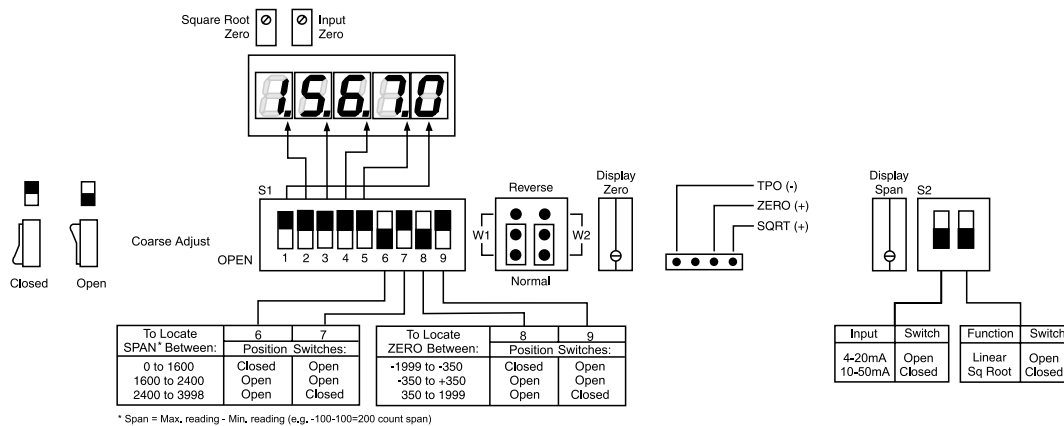 Square Root
Zero
Input
Zero
1.5.6.7.0
S1
Coarse Adjust
OPEN
1 2 3 4 5 6 7 8 9
Closed
Open
Reverse
W1
W2
Normal
Display
Zero
TPO (-)
ZERO (+)
SQRT (+)
Display
Span
S2
To Locate
SPAN* Between:
6 7
Position Switches:
0 to 1600 Closed Open
1600 to 2400 Open Open
2400 to 3998 Open Closed
To Locate
ZERO Between:
8 9
Position Switches:
-1999 to -350 Closed Open
-350 to +350 Open Open
350 to 1999 Open Closed
Input Switch
4-20mA Open
10-50mA Closed
Function Switch
Linear Open
Sq Root Closed
* Span = Max. reading - Min. reading (e.g. -100-100=200 count span)